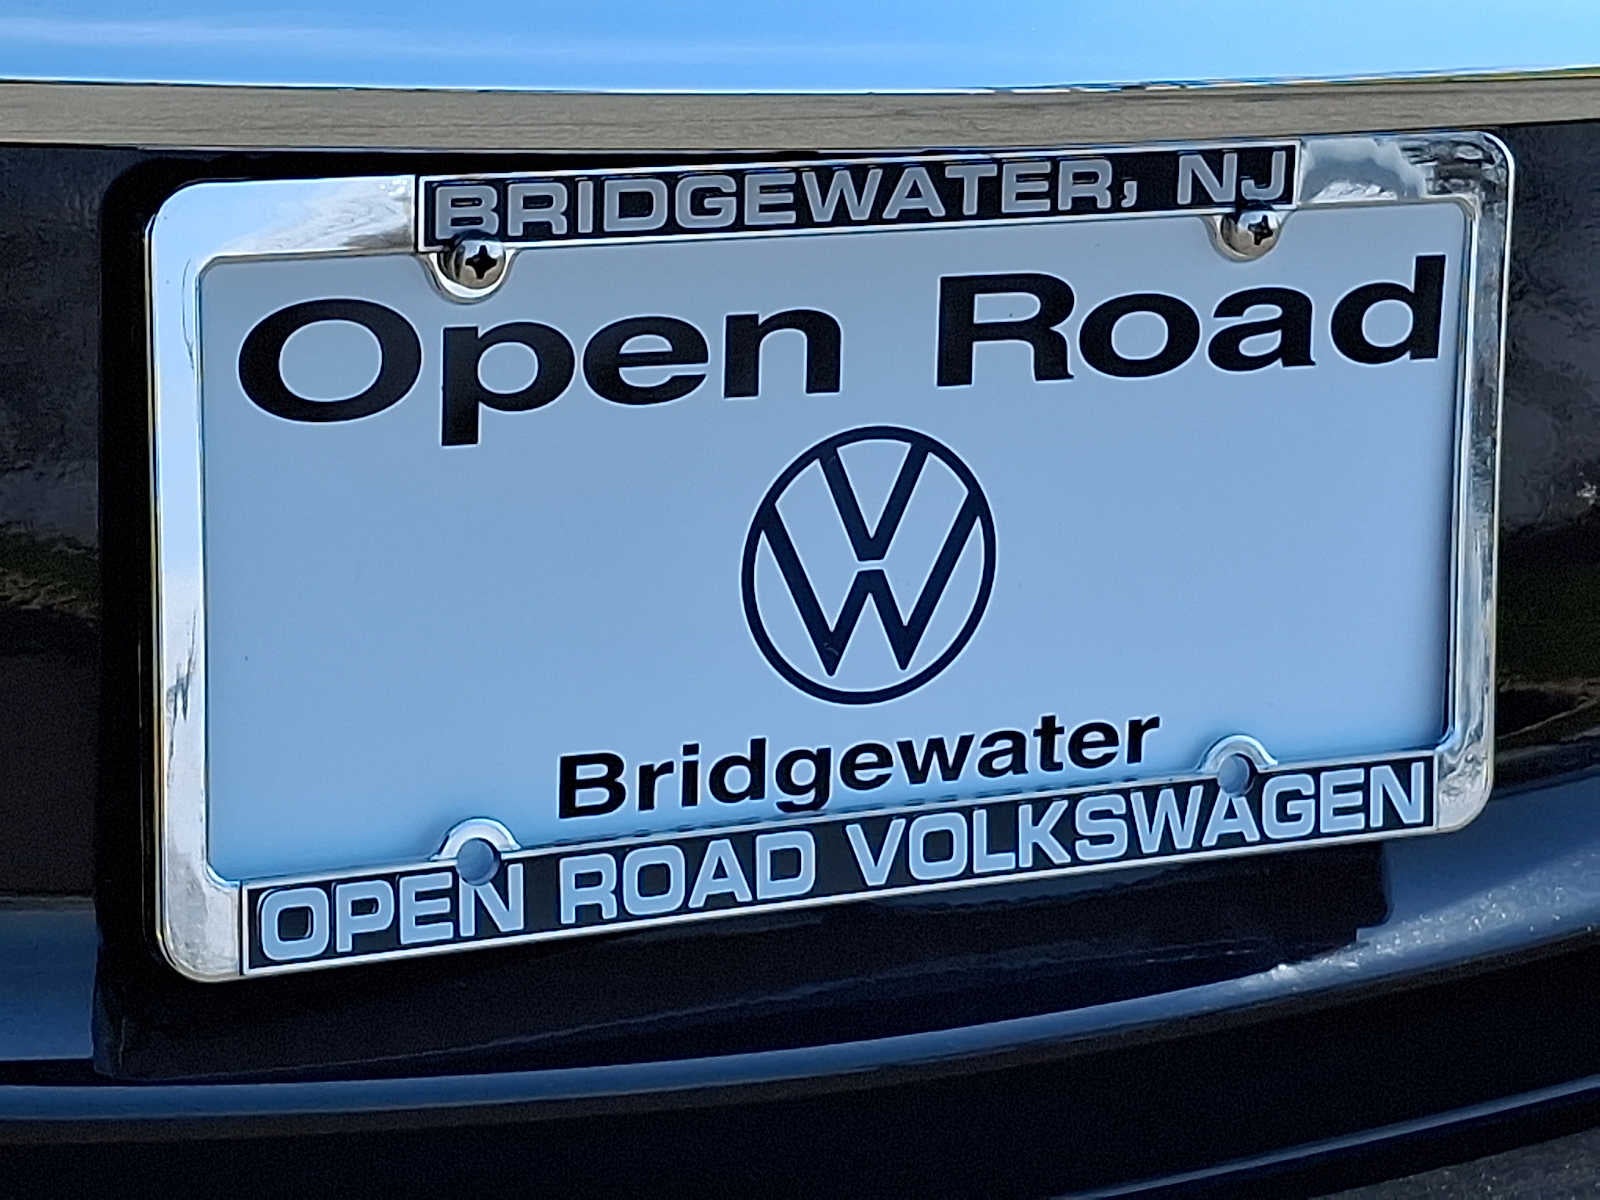 BRIDGEWATER, NJ
Open Road
Bridgewater
OPEN ROAD VOLKSWAGEN